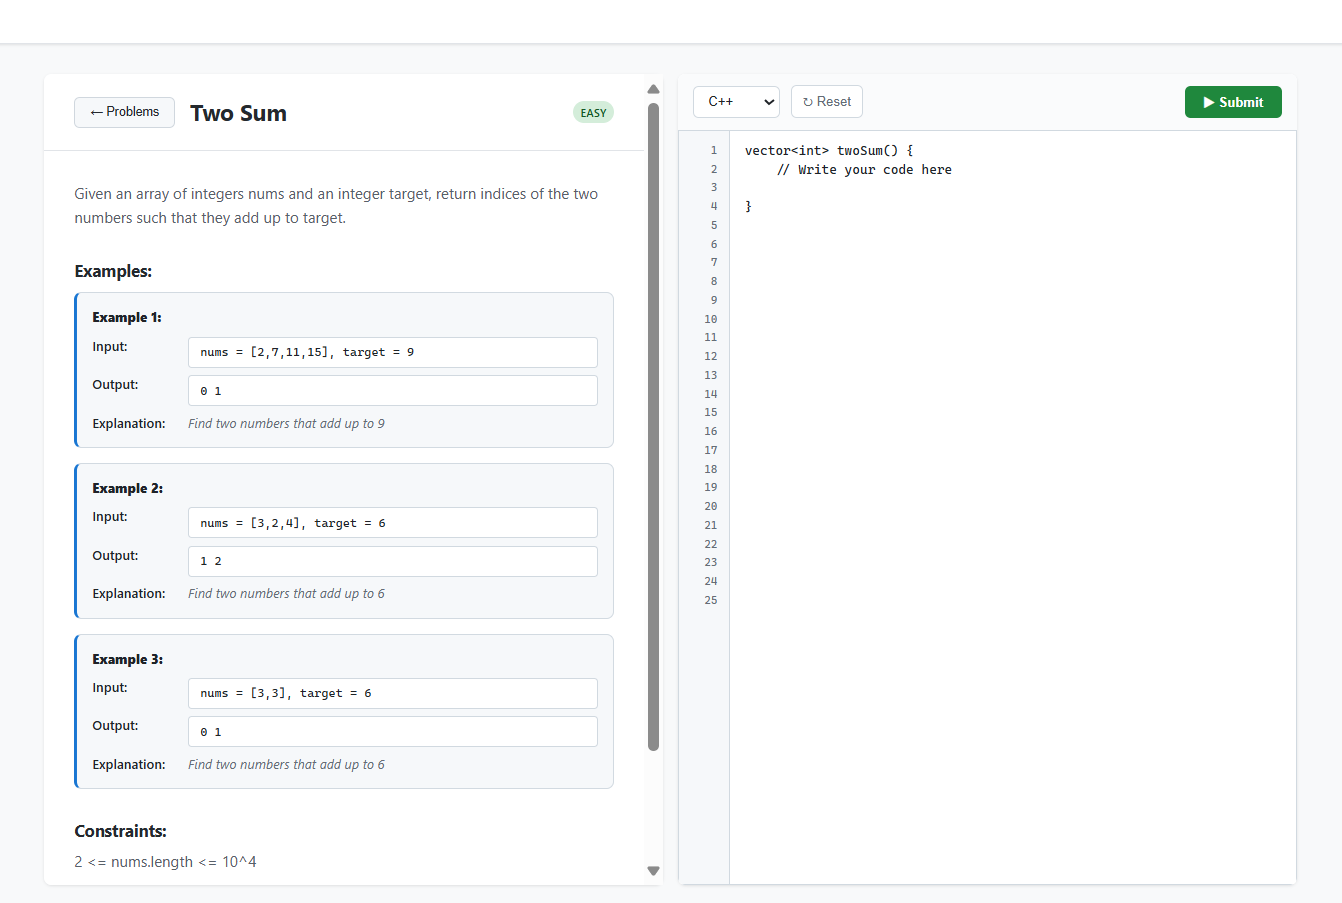 ← Problems
Two Sum
EASY
Given an array of integers nums and an integer target, return indices of the two
numbers such that they add up to target.
Examples:
Example 1:
Input:
nums = [2,7,11,15], target = 9
Output:
0 1
Explanation:
Find two numbers that add up to 9
Example 2:
Input:
nums = [3,2,4], target = 6
Output:
1 2
Explanation:
Find two numbers that add up to 6
Example 3:
Input:
nums = [3,3], target = 6
Output:
0 1
Explanation:
Find two numbers that add up to 6
Constraints:
2 <= nums.length <= 10^4
C++
↻ Reset
▶ Submit
1 vector<int> twoSum() {
2 // Write your code here
3
4 }
5
6
7
8
9
10
11
12
13
14
15
16
17
18
19
20
21
22
23
24
25